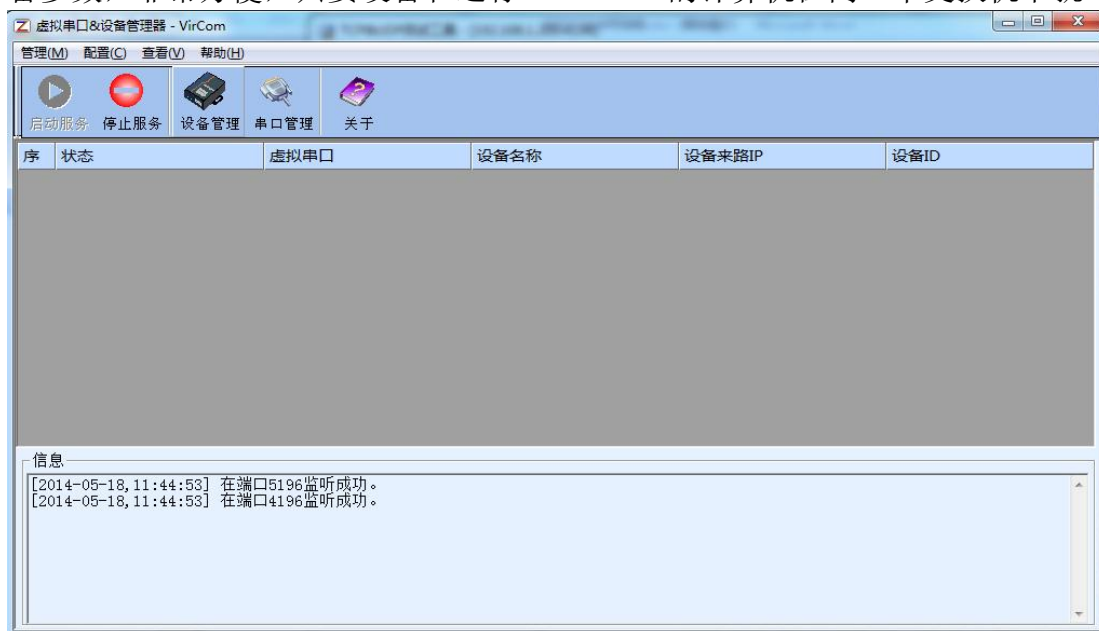 虚拟串口&设备管理器 - VirCom
管理(M) 配置(C) 查看(V) 帮助(H)
启动服务 停止服务 设备管理 串口管理 关于
序 状态 虚拟串口 设备名称 设备来路IP 设备ID
信息
[2014-05-18,11:44:53] 在端口5196监听成功。
[2014-05-18,11:44:53] 在端口4196监听成功。